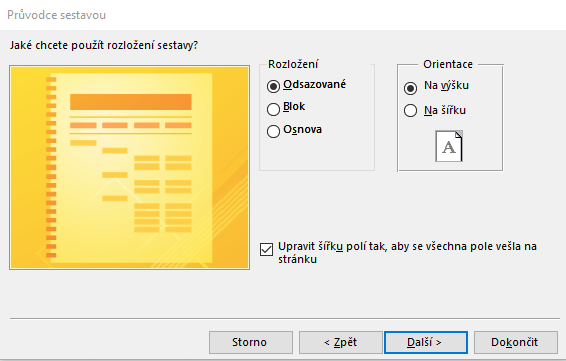 Průvodce sestavou
Jaké chcete použít rozložení sestavy?
Rozložení
Odsazované
Blok
Osnova
Orientace
Na výšku
Na šířku
A
Upravit šířku polí tak, aby se všechna pole vešla na
stránku
Storno
< Zpět
Další >
Dokončit